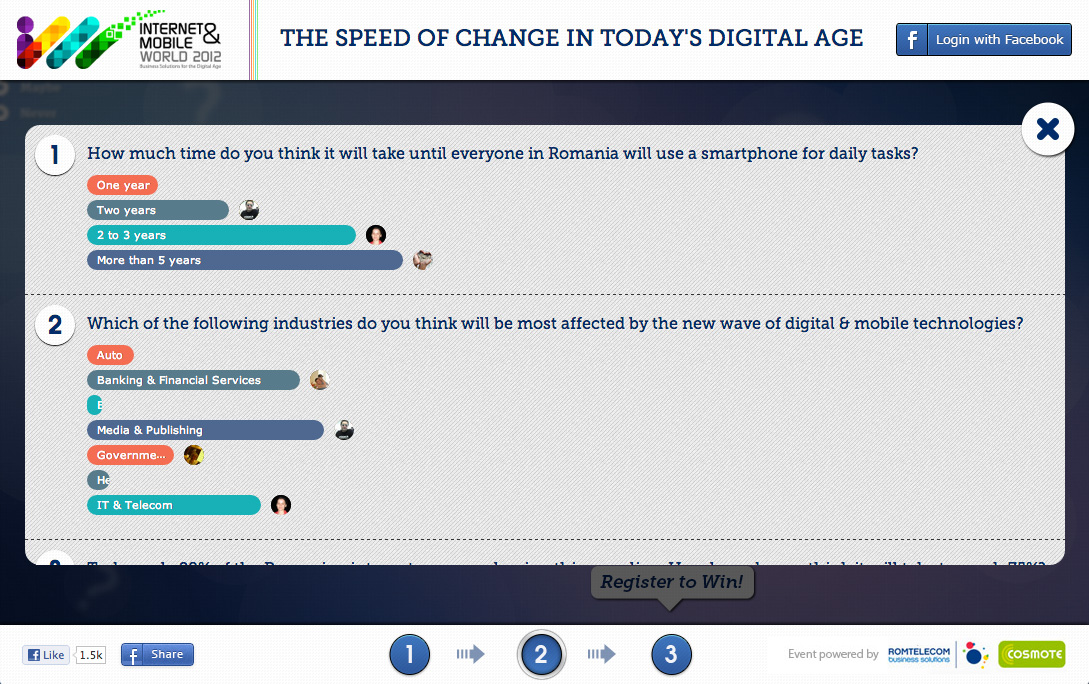 INTERNET&
MOBILE
WORLD 2012
Business Solutions for the Digital Age
THE SPEED OF CHANGE IN TODAY'S DIGITAL AGE
f Login with Facebook
Maybe
Never
1 How much time do you think it will take until everyone in Romania will use a smartphone for daily tasks?
One year
Two years
2 to 3 years
More than 5 years
2 Which of the following industries do you think will be most affected by the new wave of digital & mobile technologies?
Auto
Banking & Financial Services
Media & Publishing
Governme...
He
IT & Telecom
Register to Win!
Like 1.5k
f Share
1
2
3
Event powered by
ROMTELECOM
business solutions
COSMOTE